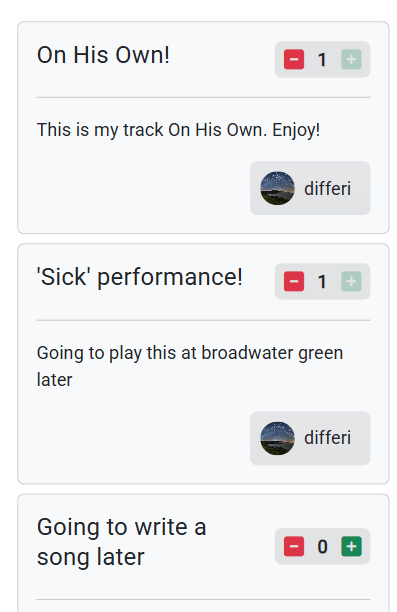 On His Own!
1
This is my track On His Own. Enjoy!
differi
'Sick' performance!
1
Going to play this at broadwater green
later
differi
Going to write a
song later
0